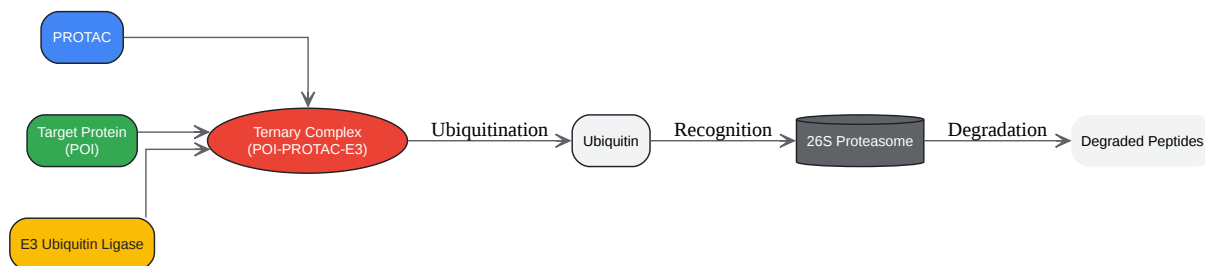 PROTAC
Target Protein
(POI)
E3 Ubiquitin Ligase
Ternary Complex
(POI-PROTAC-E3)
Ubiquitination
Ubiquitin
Recognition
26S Proteasome
Degradation
Degraded Peptides